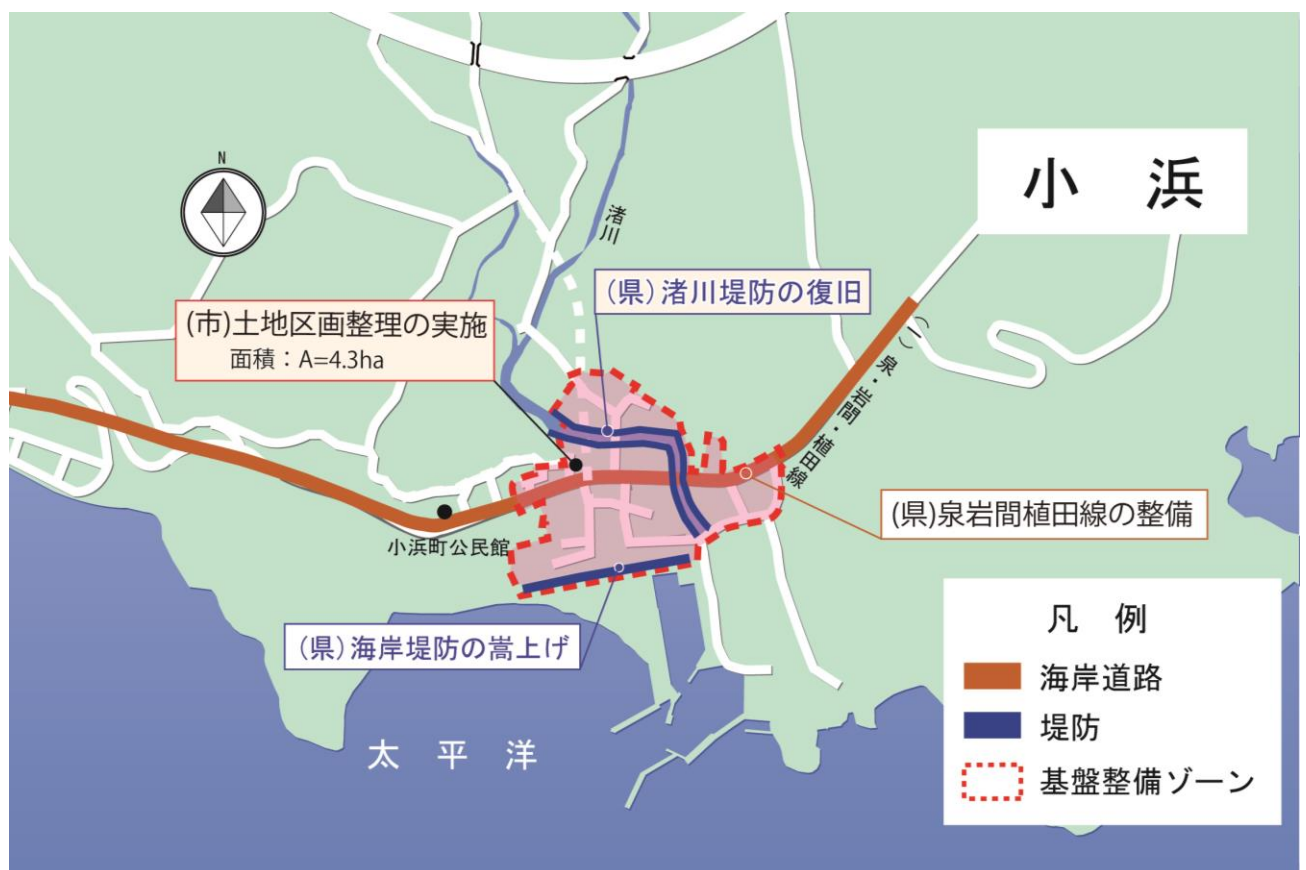 N
小 浜
渚川
(県)渚川堤防の復旧
(市)土地区画整理の実施
面積:A=4.3ha
(一)泉・岩間・植田線
(県)泉岩間植田線の整備
小浜町公民館
(県)海岸堤防の嵩上げ
太 平 洋
凡 例
海岸道路
堤防
基盤整備ゾーン